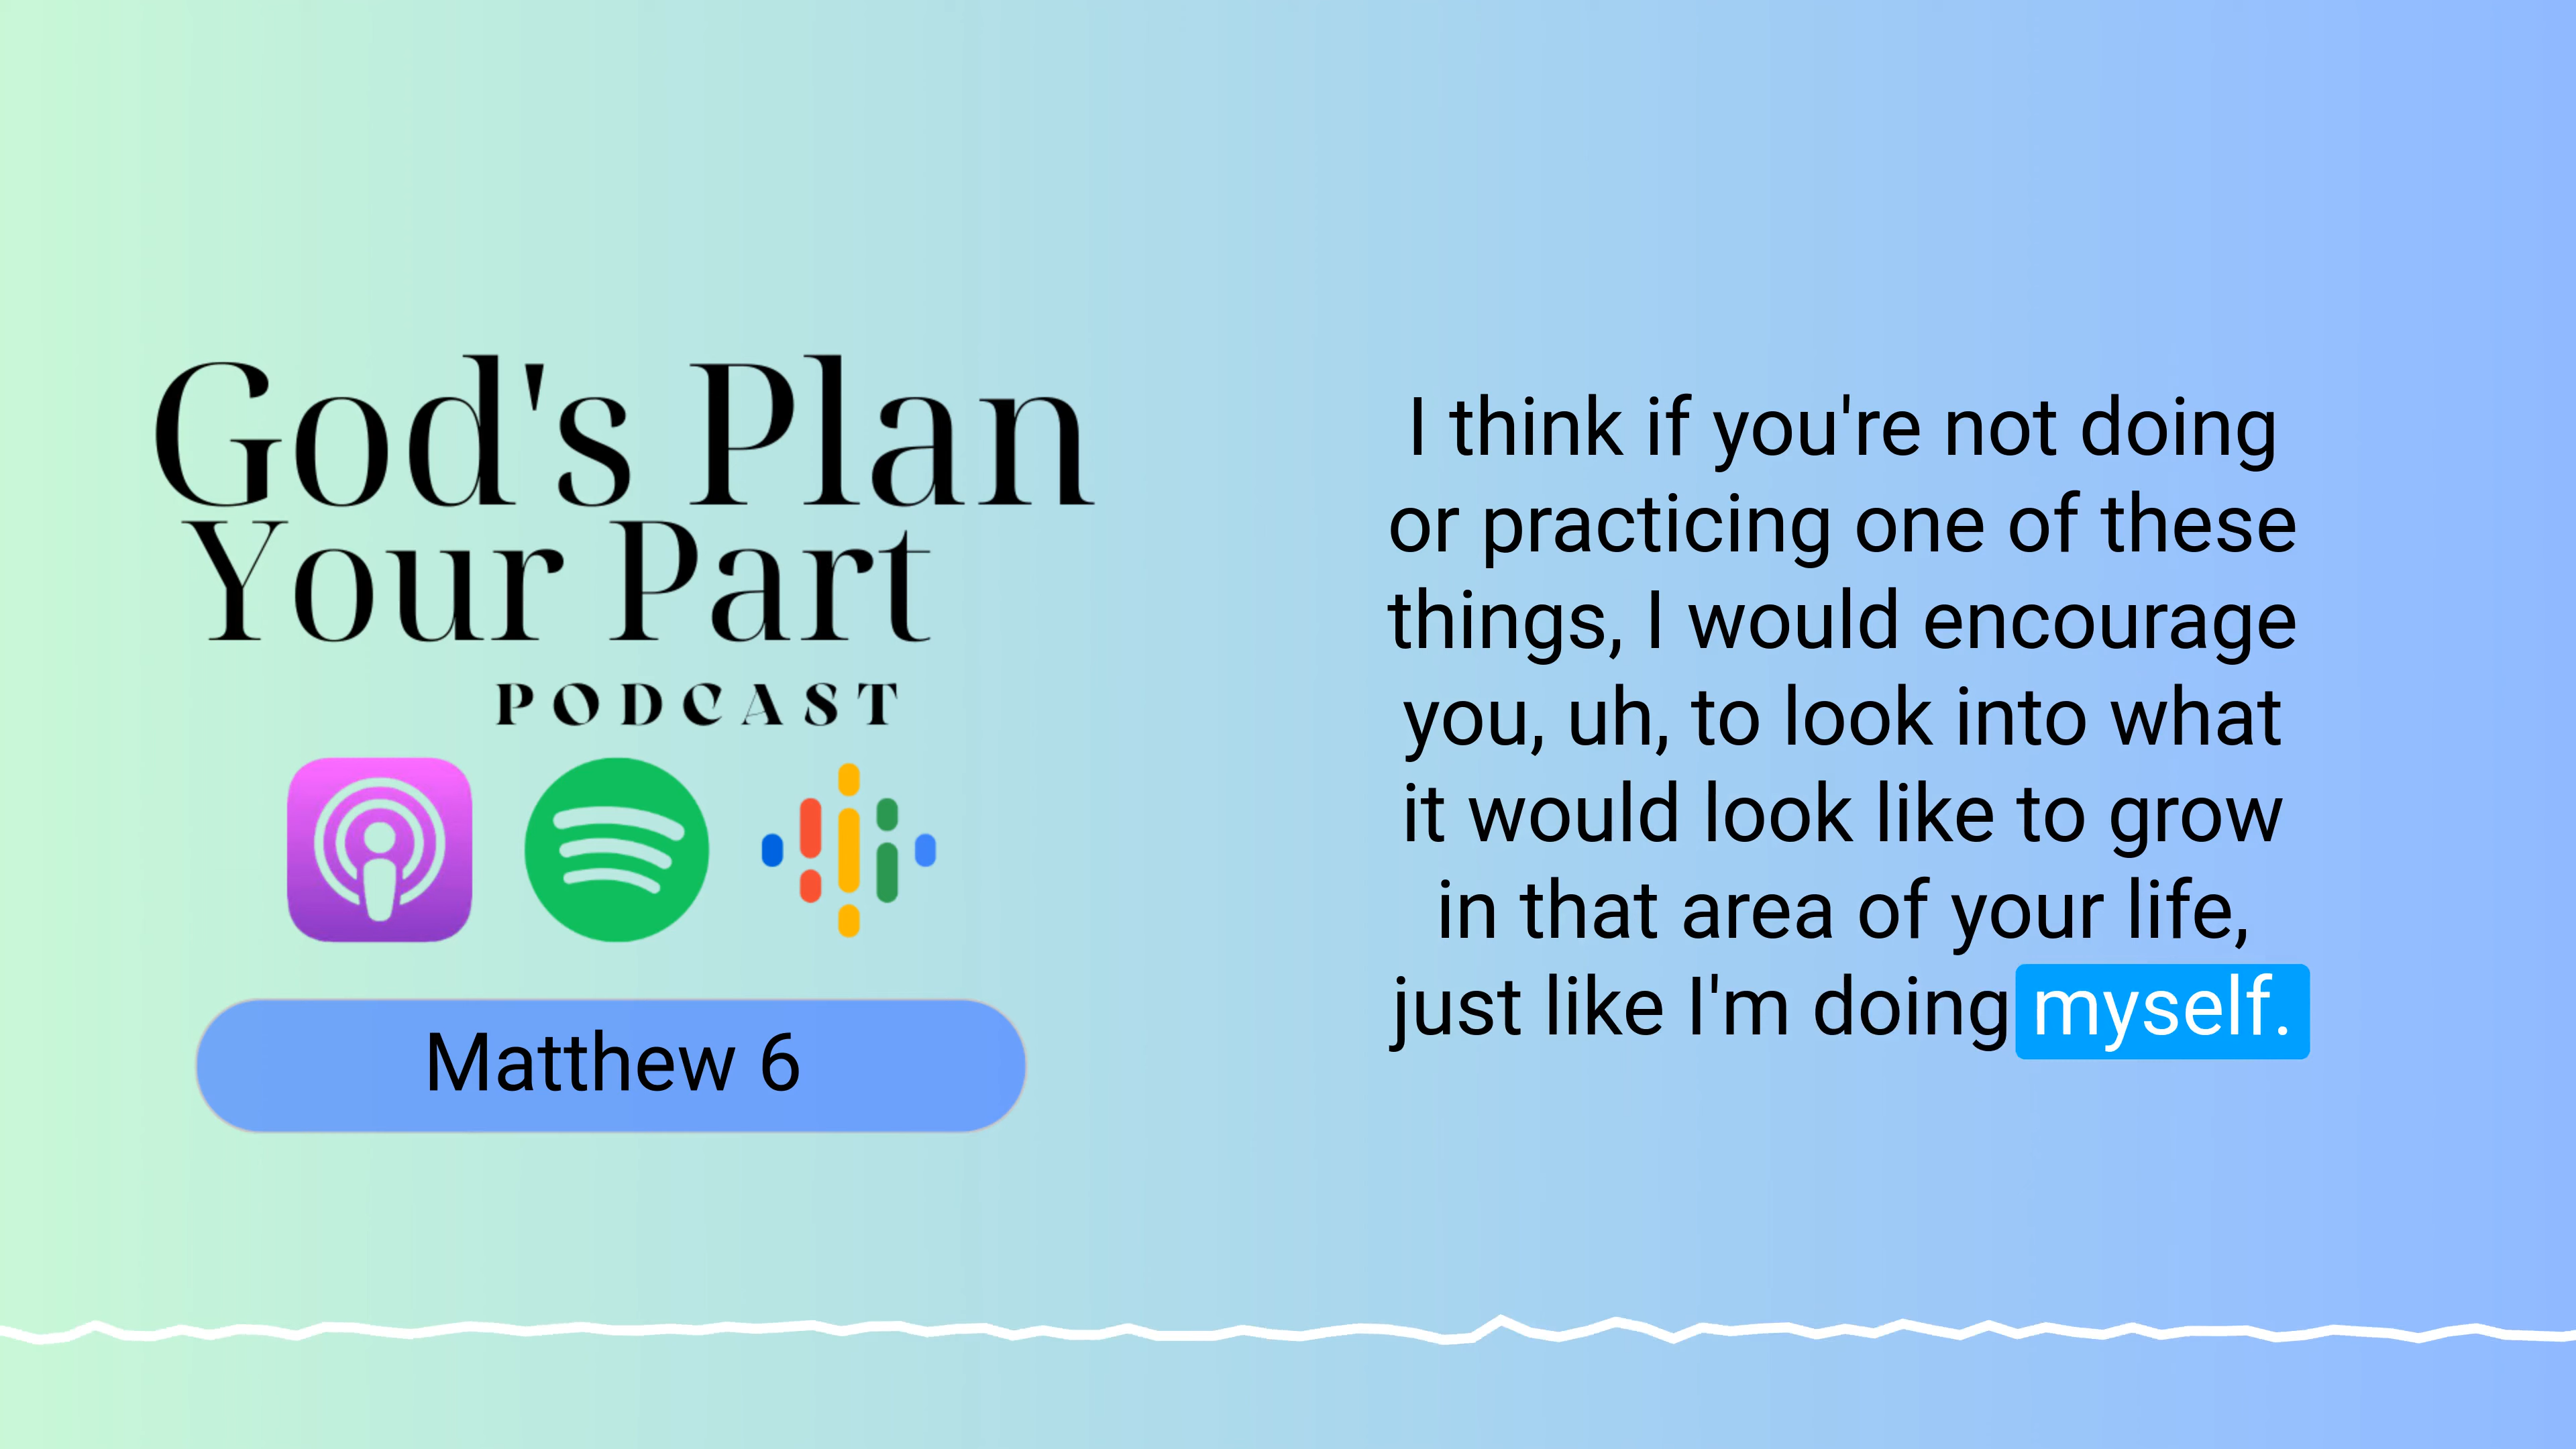 God's Plan
Your Part
PODCAST
Matthew 6
I think if you're not doing
or practicing one of these
things, I would encourage
you, uh, to look into what
it would look like to grow
in that area of your life,
just like I'm doing myself.